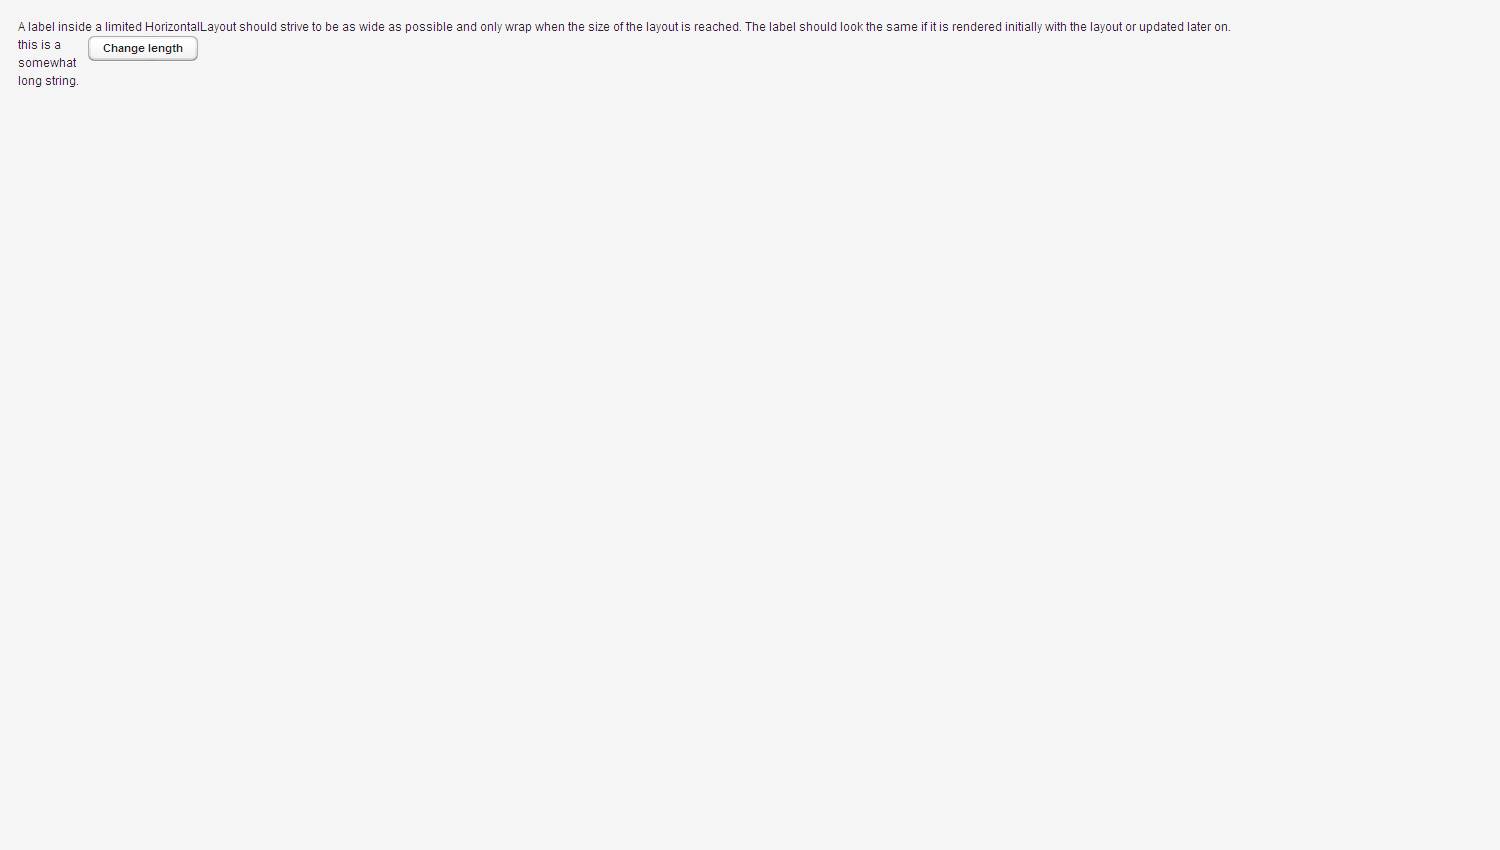 A label inside a limited HorizontalLayout should strive to be as wide as possible and only wrap when the size of the layout is reached. The label should look the same if it is rendered initially with the layout or updated later on.
this is a
somewhat
long string.
Change length